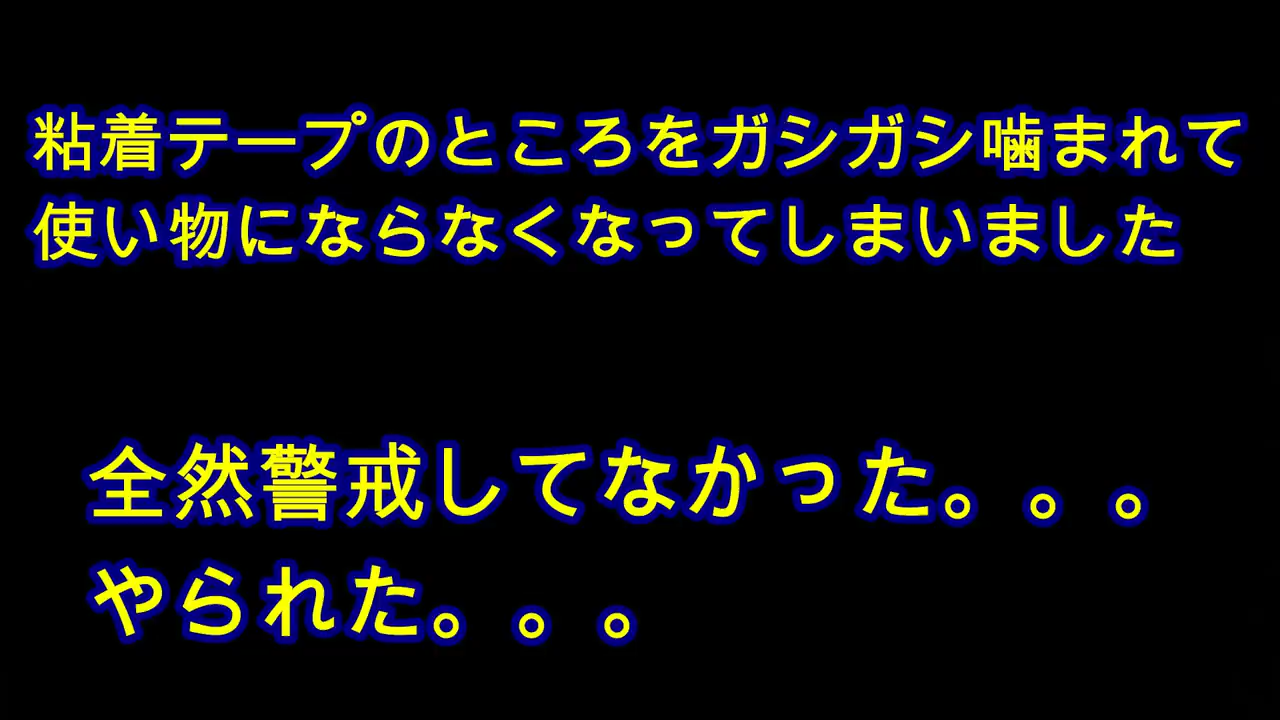 粘着テープのところをガシガシ噛まれて
使い物にならなくなってしまいました
全然警戒してなかった。。。
やられた。。。